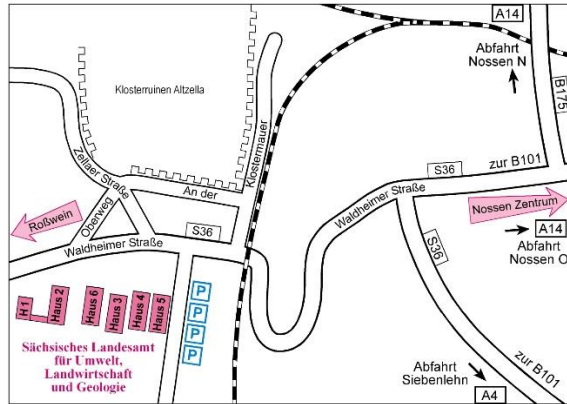 A14
Abfahrt
Nossen N
B175
Klosterruinen Altzella
Klostermauer
Zellaer Straße
An der
S36
zur B101
Waldheimer Straße
Nossen Zentrum
A14
Abfahrt
Nossen O
Roßwein
Oberweg
S36
Waldheimer Straße
S36
H 1
Haus 2
Haus 6
Haus 3
Haus 4
Haus 5
P
P
P
P
Sächsisches Landesamt
für Umwelt,
Landwirtschaft
und Geologie
Abfahrt
Siebenlehn
A4
zur B101